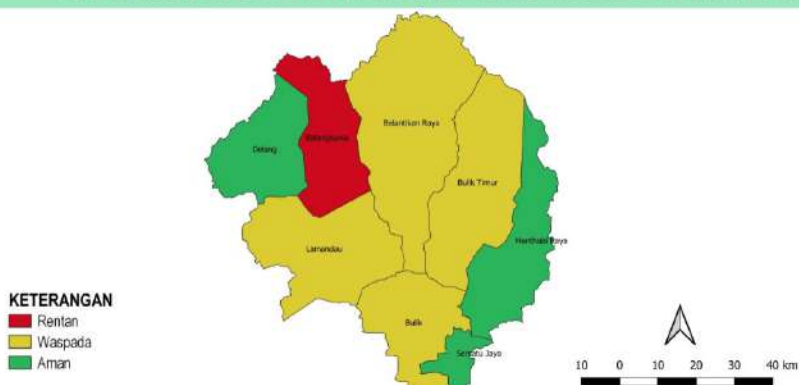 Belantikan Raya
Delang
Batangkawa
Bulik Timur
Menthobi Raya
Lamandau
KETERANGAN
Rentan
Waspada
Aman
Bulik
Sematu Jaya
10 0 10 20 30 40 km